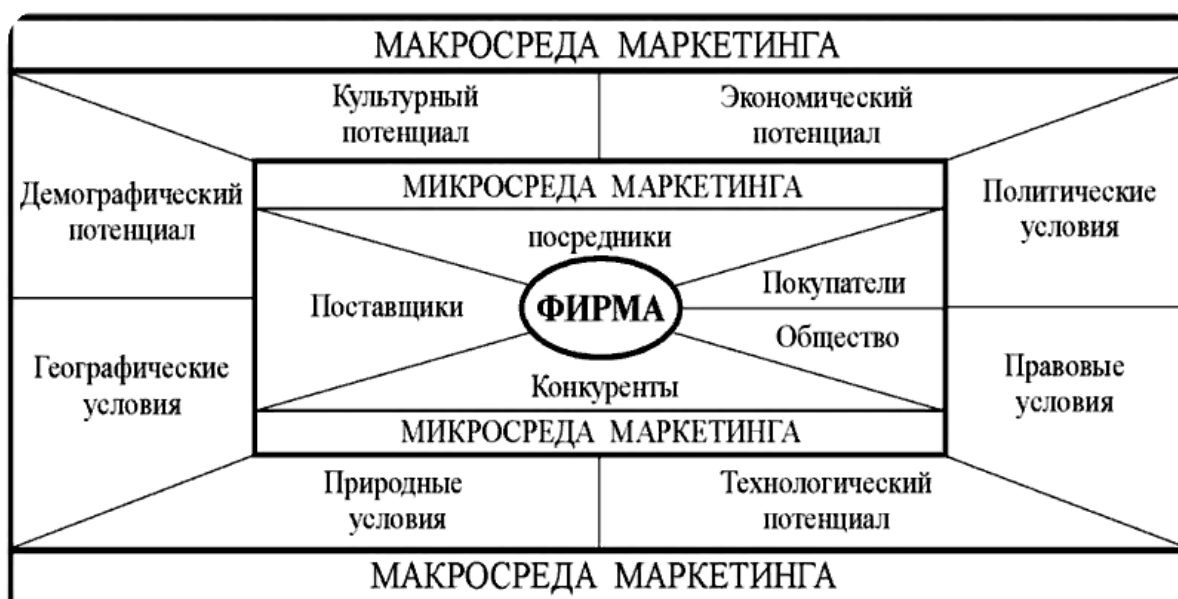 МАКРОСРЕДА МАРКЕТИНГА
Культурный
потенциал
Экономический
потенциал
Демографический
потенциал
МИКРОСРЕДА МАРКЕТИНГА
Политические
условия
посредники
Поставщики
ФИРМА
Покупатели
Общество
Конкуренты
Географические
условия
Правовые
условия
МИКРОСРЕДА МАРКЕТИНГА
Природные
условия
Технологический
потенциал
МАКРОСРЕДА МАРКЕТИНГА